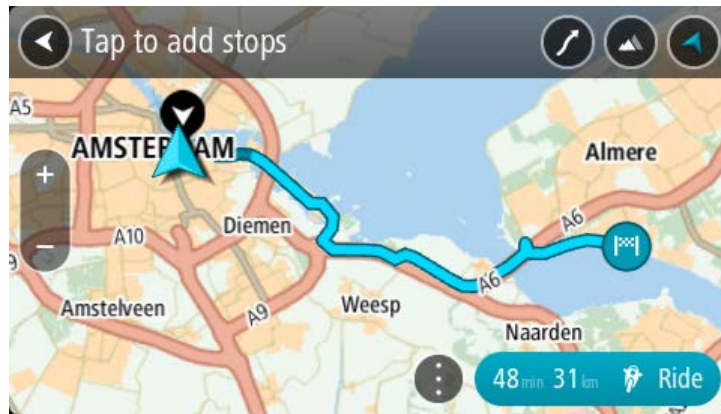 Tap to add stops
A5
AMSTERDAM
Almere
+
A10
Diemen
A6
−
9
A6
Amstelveen
A9
Weesp
Naarden
48 min 31 km Ride